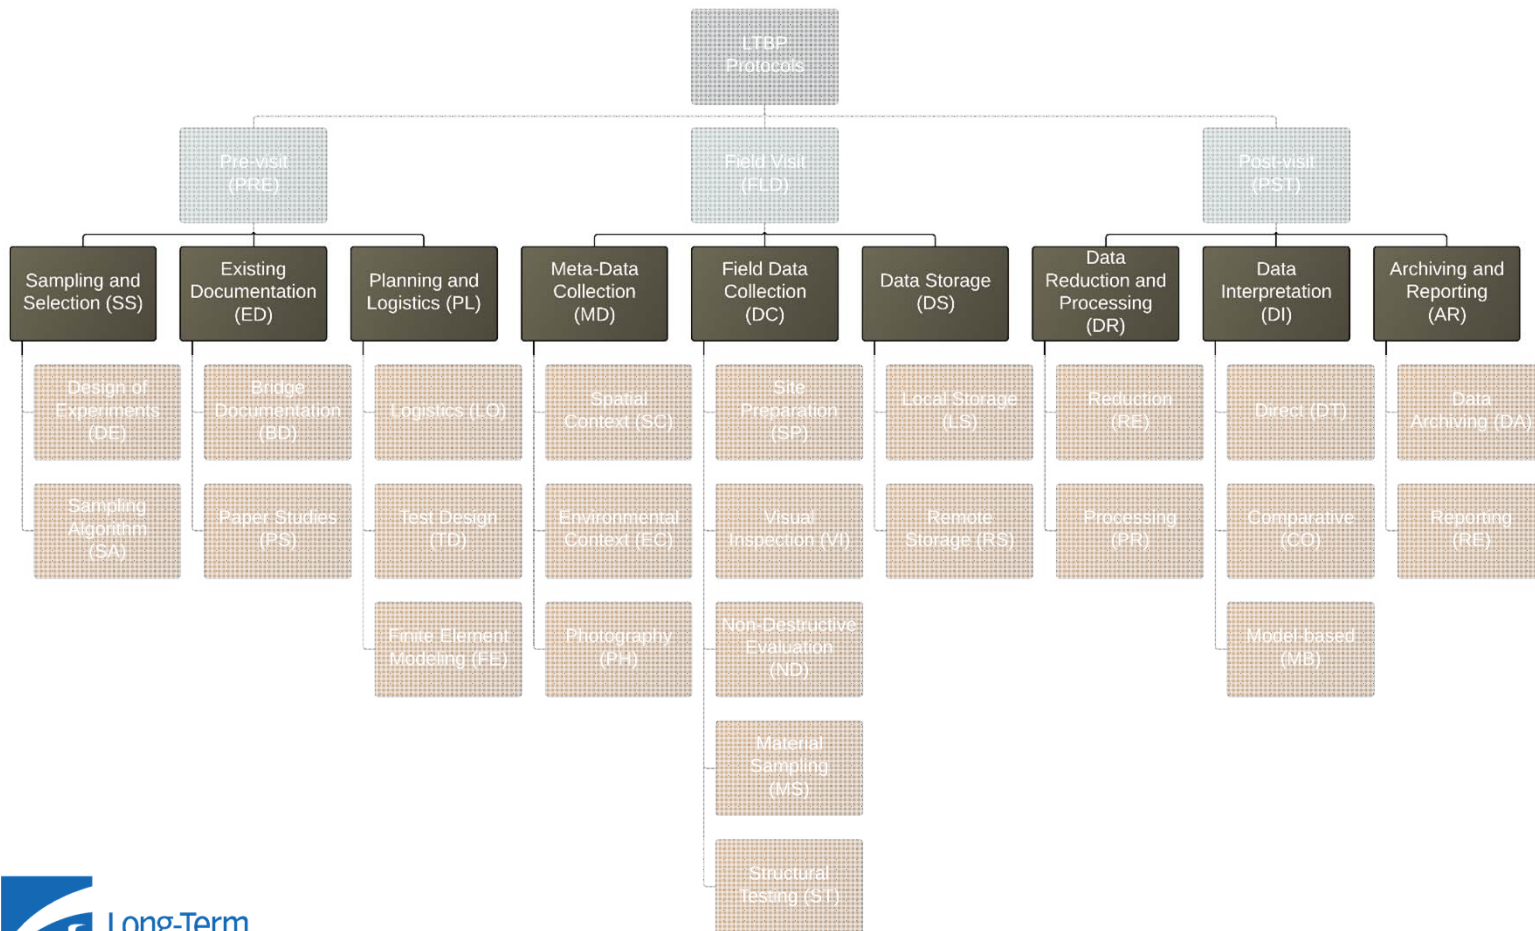 LTBP
Protocols
Pre-visit
(PRE)
Field Visit
(FLD)
Post-visit
(PST)
Sampling and
Selection (SS)
Existing
Documentation
(ED)
Planning and
Logistics (PL)
Meta-Data
Collection
(MD)
Field Data
Collection
(DC)
Data Storage
(DS)
Data
Reduction and
Processing
(DR)
Data
Interpretation
(DI)
Archiving and
Reporting
(AR)
Design of
Experiments
(DE)
Bridge
Documentation
(BD)
Logistics (LO)
Spatial
Context (SC)
Site
Preparation
(SP)
Local Storage
(LS)
Reduction
(RE)
Direct (DT)
Data
Archiving (DA)
Sampling
Algorithm
(SA)
Paper Studies
(PS)
Test Design
(TD)
Environmental
Context (EC)
Visual
Inspection (VI)
Remote
Storage (RS)
Processing
(PR)
Comparative
(CO)
Reporting
(RE)
Finite Element
Modeling (FE)
Photography
(PH)
Non-Destructive
Evaluation
(ND)
Model-based
(MB)
Material
Sampling
(MS)
Structural
Testing (ST)
Long-Term